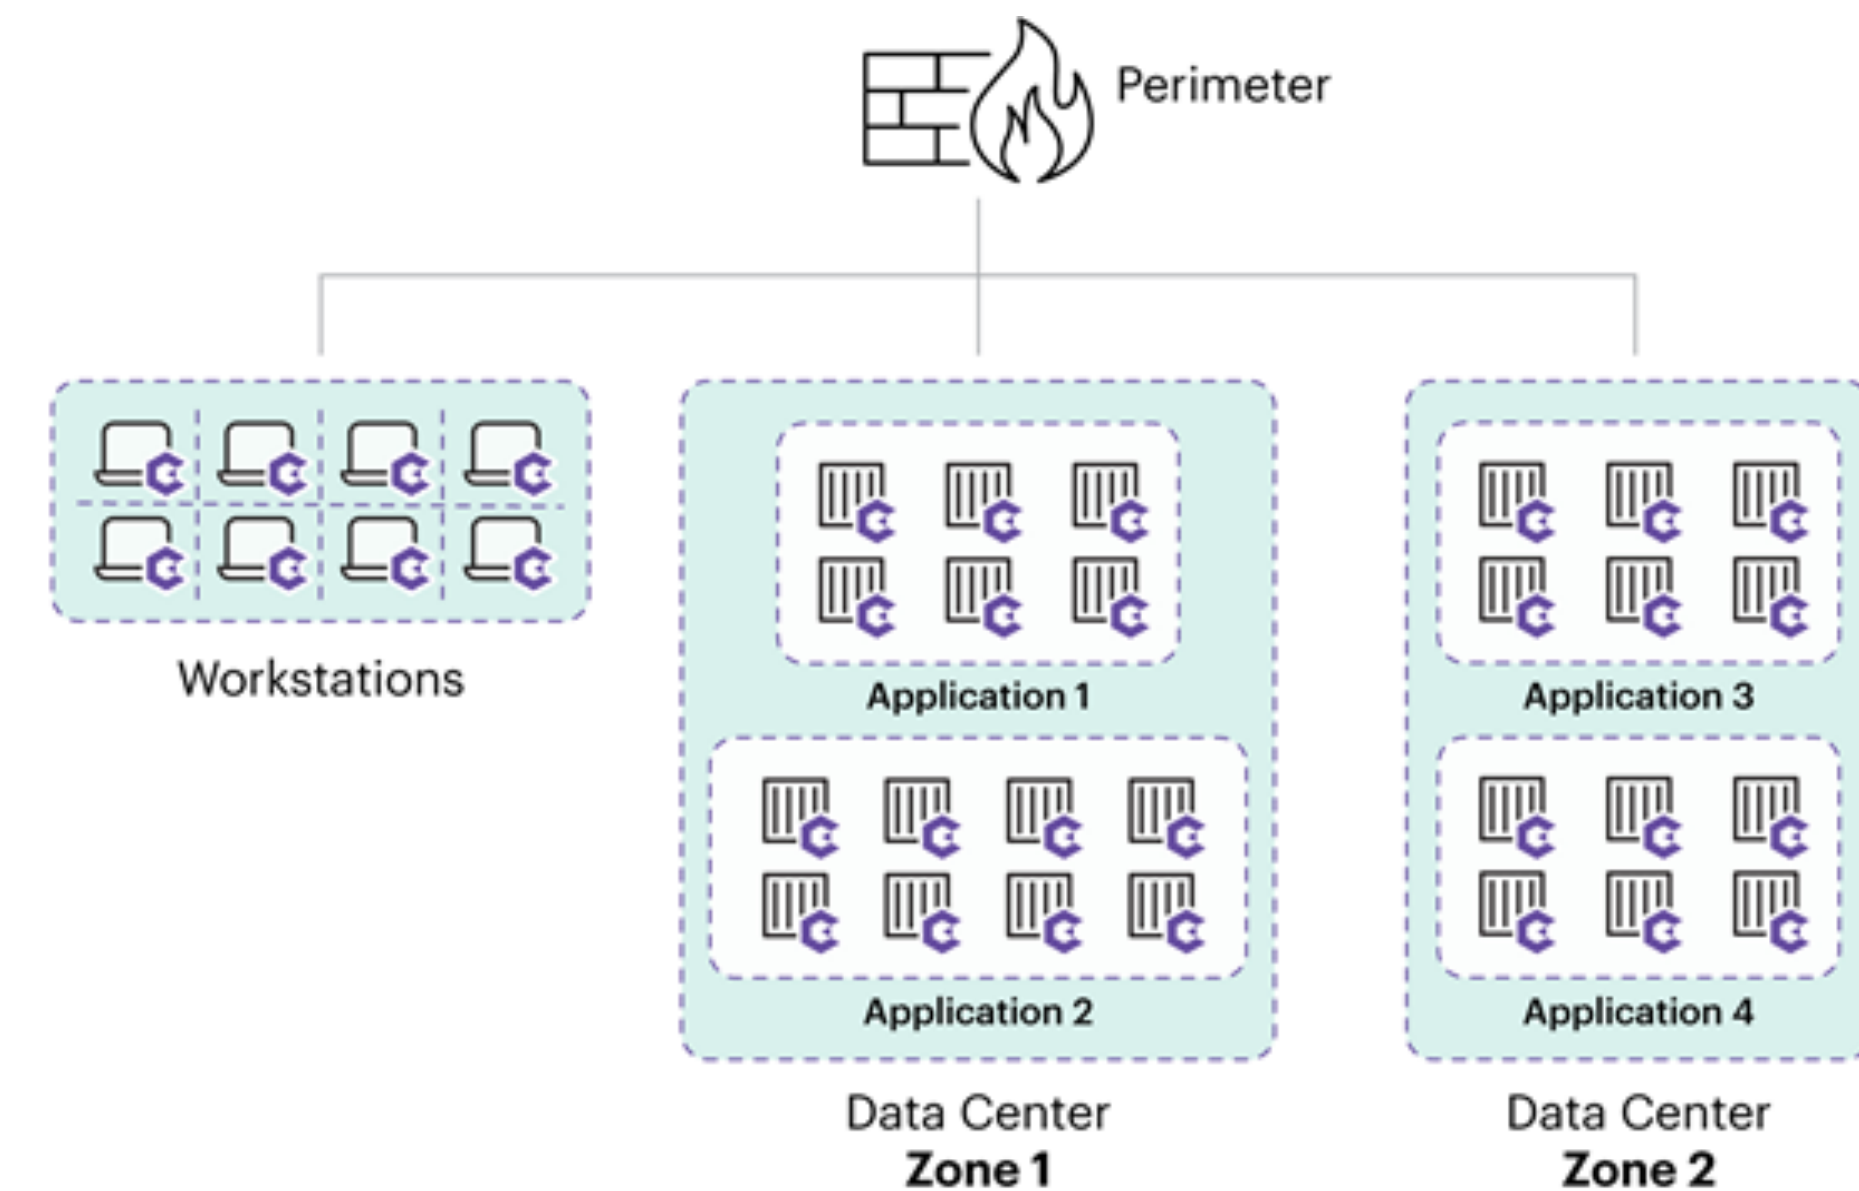 Perimeter
Workstations
Application 1
Application 2
Data Center
Zone 1
Application 3
Application 4
Data Center
Zone 2